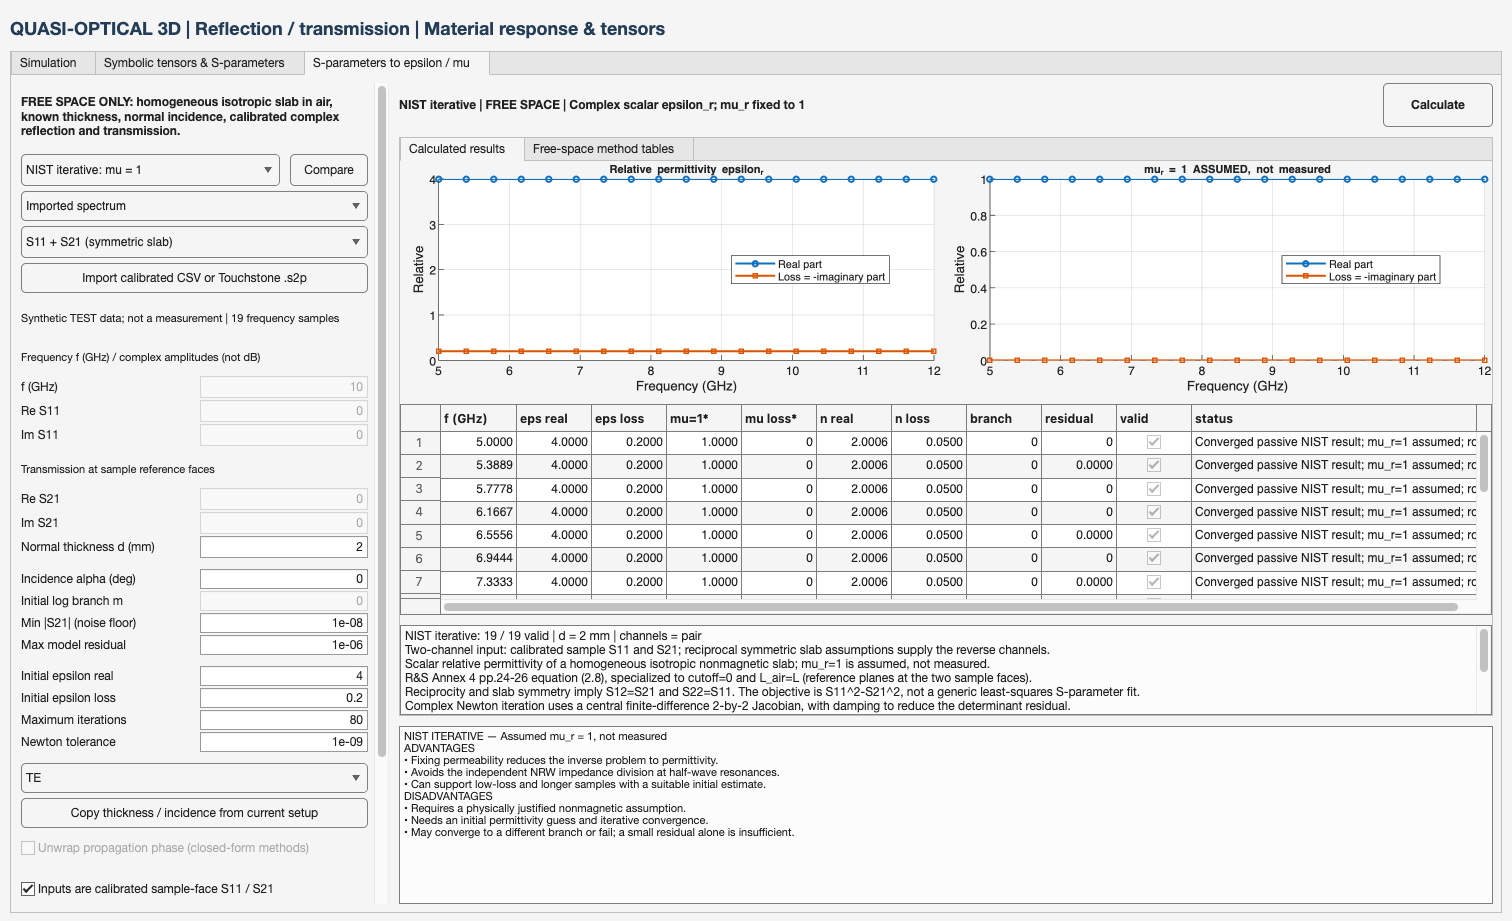 QUASI-OPTICAL 3D | Reflection / transmission | Material response & tensors
Simulation
Symbolic tensors & S-parameters
S-parameters to epsilon / mu
FREE SPACE ONLY: homogeneous isotropic slab in air,
known thickness, normal incidence, calibrated complex
reflection and transmission.
NIST iterative: mu = 1
Compare
Imported spectrum
S11 + S21 (symmetric slab)
Import calibrated CSV or Touchstone .s2p
Synthetic TEST data; not a measurement | 19 frequency samples
Frequency f (GHz) / complex amplitudes (not dB)
f (GHz) 10
Re S11 0
Im S11 0
Transmission at sample reference faces
Re S21 0
Im S21 0
Normal thickness d (mm) 2
Incidence alpha (deg) 0
Initial log branch m 0
Min |S21| (noise floor) 1e-08
Max model residual 1e-06
Initial epsilon real 4
Initial epsilon loss 0.2
Maximum iterations 80
Newton tolerance 1e-09
TE
Copy thickness / incidence from current setup
Unwrap propagation phase (closed-form methods)
Inputs are calibrated sample-face S11 / S21
NIST iterative | FREE SPACE | Complex scalar epsilon_r; mu_r fixed to 1
Calculate
Calculated results
Free-space method tables
Relative permittivity epsilonr
4
3
2
1
0
Relative
Real part
Loss = -imaginary part
5 6 7 8 9 10 11 12
Frequency (GHz)
mur = 1 ASSUMED, not measured
1
0.8
0.6
0.4
0.2
0
Relative
Real part
Loss = -imaginary part
5 6 7 8 9 10 11 12
Frequency (GHz)
f (GHz) eps real eps loss mu=1* mu loss* n real n loss branch residual valid status
1 5.0000 4.0000 0.2000 1.0000 0 2.0006 0.0500 0 0 Converged passive NIST result; mu_r=1 assumed; ro
2 5.3889 4.0000 0.2000 1.0000 0 2.0006 0.0500 0 0.0000 Converged passive NIST result; mu_r=1 assumed; ro
3 5.7778 4.0000 0.2000 1.0000 0 2.0006 0.0500 0 0 Converged passive NIST result; mu_r=1 assumed; ro
4 6.1667 4.0000 0.2000 1.0000 0 2.0006 0.0500 0 0 Converged passive NIST result; mu_r=1 assumed; ro
5 6.5556 4.0000 0.2000 1.0000 0 2.0006 0.0500 0 0.0000 Converged passive NIST result; mu_r=1 assumed; ro
6 6.9444 4.0000 0.2000 1.0000 0 2.0006 0.0500 0 0 Converged passive NIST result; mu_r=1 assumed; ro
7 7.3333 4.0000 0.2000 1.0000 0 2.0006 0.0500 0 0.0000 Converged passive NIST result; mu_r=1 assumed; ro
NIST iterative: 19 / 19 valid | d = 2 mm | channels = pair
Two-channel input: calibrated sample S11 and S21; reciprocal symmetric slab assumptions supply the reverse channels.
Scalar relative permittivity of a homogeneous isotropic nonmagnetic slab; mu_r=1 is assumed, not measured.
R&S Annex 4 pp.24-26 equation (2.8), specialized to cutoff=0 and L_air=L (reference planes at the two sample faces).
Reciprocity and slab symmetry imply S12=S21 and S22=S11. The objective is S11^2-S21^2, not a generic least-squares S-parameter fit.
Complex Newton iteration uses a central finite-difference 2-by-2 Jacobian, with damping to reduce the determinant residual.
NIST ITERATIVE — Assumed mu_r = 1, not measured
ADVANTAGES
• Fixing permeability reduces the inverse problem to permittivity.
• Avoids the independent NRW impedance division at half-wave resonances.
• Can support low-loss and longer samples with a suitable initial estimate.
DISADVANTAGES
• Requires a physically justified nonmagnetic assumption.
• Needs an initial permittivity guess and iterative convergence.
• May converge to a different branch or fail; a small residual alone is insufficient.